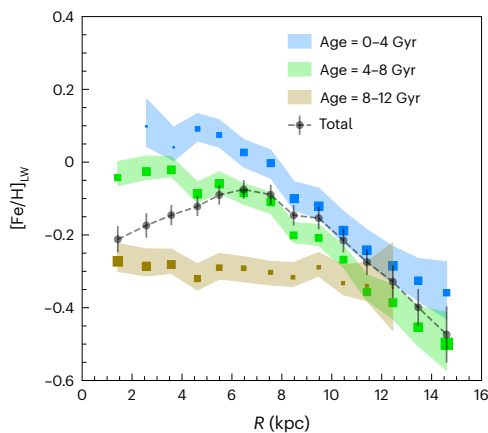 0.4
0.2
0
−0.2
−0.4
−0.6
[Fe/H]LW
Age = 0–4 Gyr
Age = 4–8 Gyr
Age = 8–12 Gyr
Total
0 2 4 6 8 10 12 14 16
R (kpc)